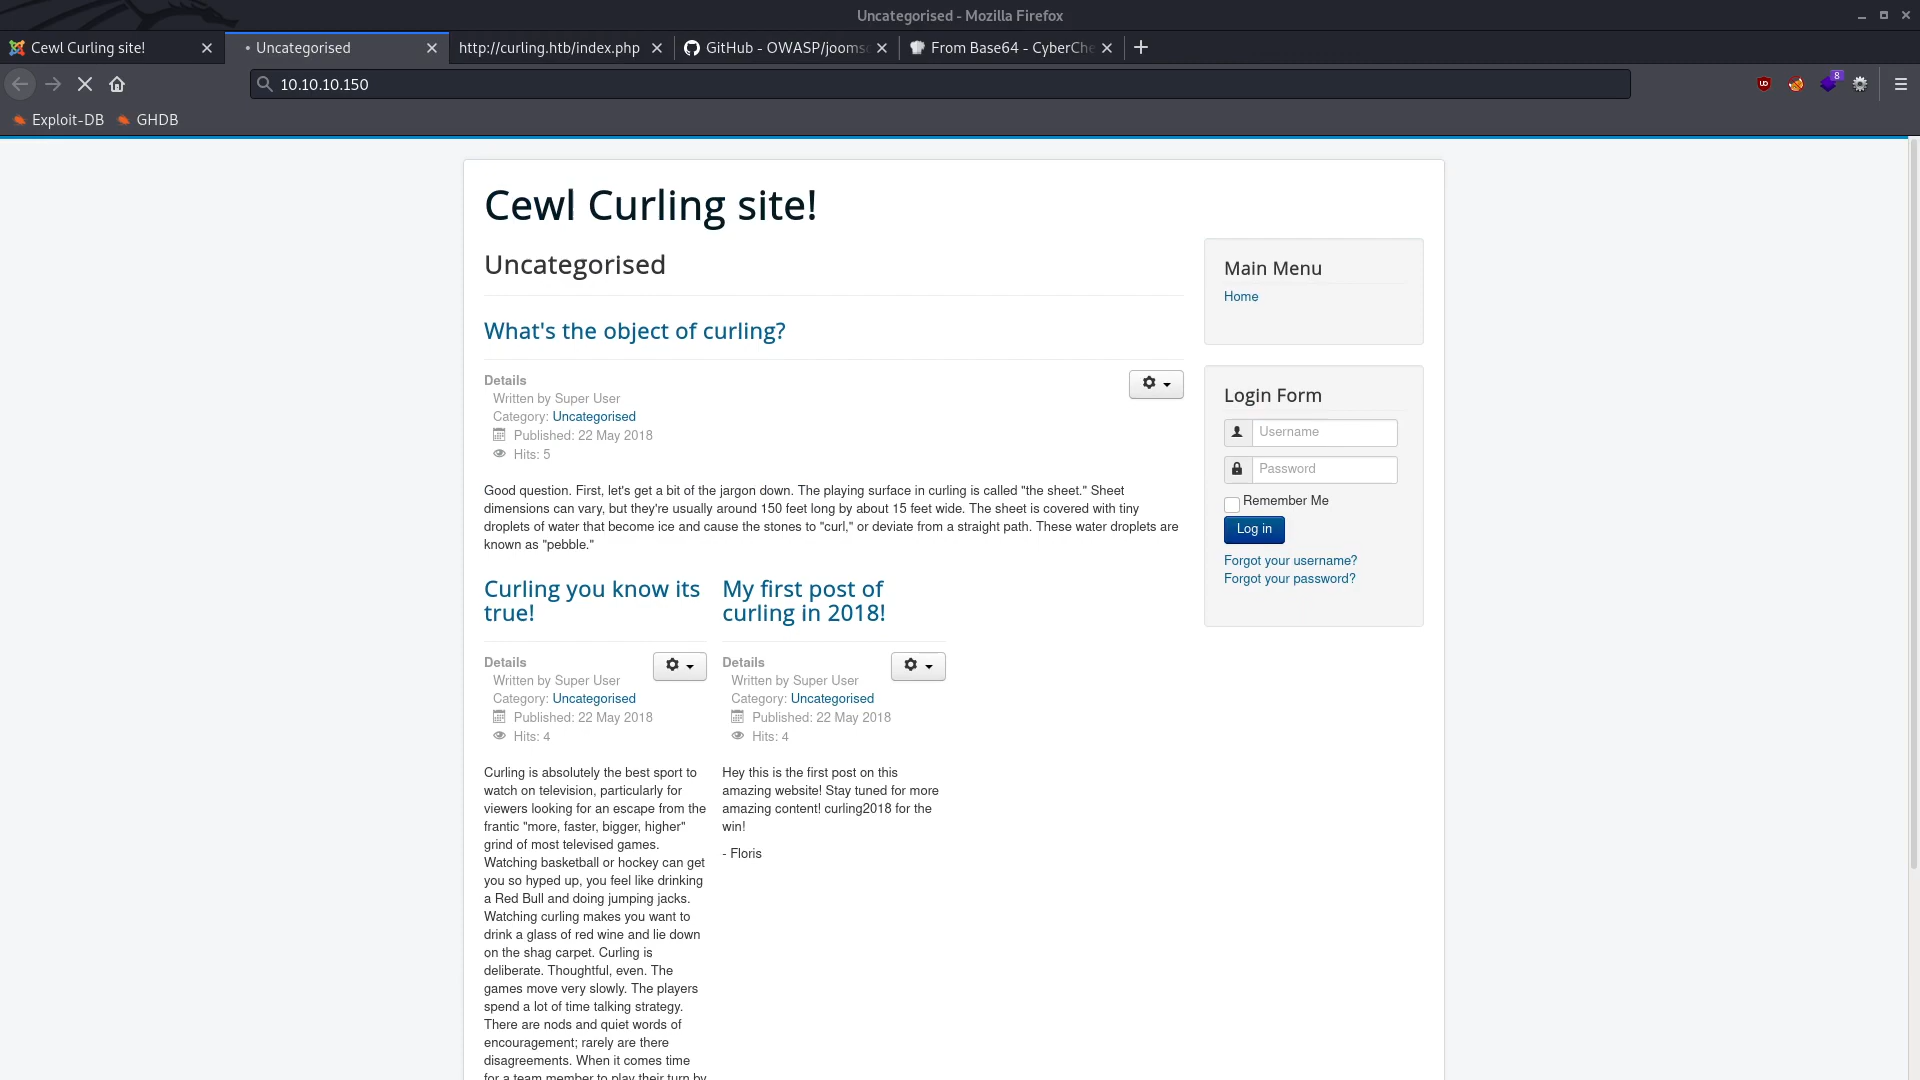 Uncategorised - Mozilla Firefox
Cewl Curling site!
Uncategorised
http://curling.htb/index.php
GitHub - OWASP/joomsc
From Base64 - CyberChe
10.10.10.150
8
Exploit-DB
GHDB
Cewl Curling site!
Uncategorised
What's the object of curling?
Details
Written by Super User
Category: Uncategorised
Published: 22 May 2018
Hits: 5
Good question. First, let's get a bit of the jargon down. The playing surface in curling is called "the sheet." Sheet
dimensions can vary, but they're usually around 150 feet long by about 15 feet wide. The sheet is covered with tiny
droplets of water that become ice and cause the stones to "curl," or deviate from a straight path. These water droplets are
known as "pebble."
Curling you know its
true!
Details
Written by Super User
Category: Uncategorised
Published: 22 May 2018
Hits: 4
Curling is absolutely the best sport to
watch on television, particularly for
viewers looking for an escape from the
frantic "more, faster, bigger, higher"
grind of most televised games.
Watching basketball or hockey can get
you so hyped up, you feel like drinking
a Red Bull and doing jumping jacks.
Watching curling makes you want to
drink a glass of red wine and lie down
on the shag carpet. Curling is
deliberate. Thoughtful, even. The
games move very slowly. The players
spend a lot of time talking strategy.
There are nods and quiet words of
encouragement; rarely are there
disagreements. When it comes time
for a team member to play their turn by
My first post of
curling in 2018!
Details
Written by Super User
Category: Uncategorised
Published: 22 May 2018
Hits: 4
Hey this is the first post on this
amazing website! Stay tuned for more
amazing content! curling2018 for the
win!
- Floris
Main Menu
Home
Login Form
Username
Password
Remember Me
Log in
Forgot your username?
Forgot your password?